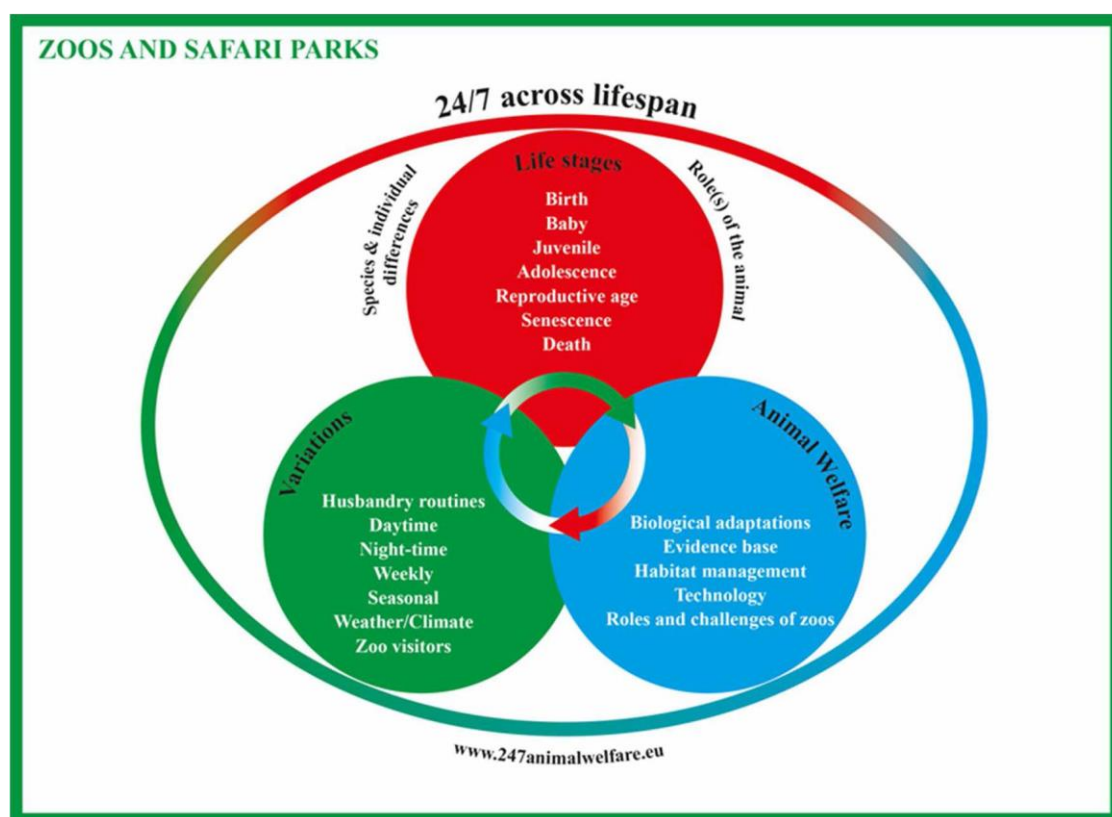 ZOOS AND SAFARI PARKS
24/7 across lifespan
Species & individual
differences
Life stages
Role(s) of the animal
Birth
Baby
Juvenile
Adolescence
Reproductive age
Senescence
Death
Variations
Husbandry routines
Daytime
Night-time
Weekly
Seasonal
Weather/Climate
Zoo visitors
Animal Welfare
Biological adaptations
Evidence base
Habitat management
Technology
Roles and challenges of zoos
www.247animalwelfare.eu